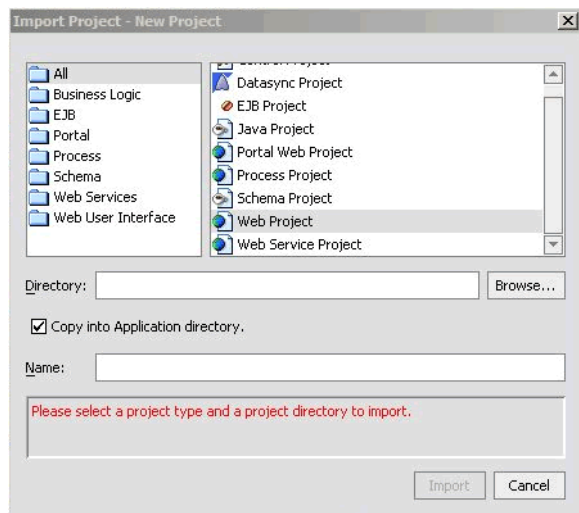 Import Project - New Project
All
Business Logic
EJB
Portal
Process
Schema
Web Services
Web User Interface
Control Project
Datasync Project
EJB Project
Java Project
Portal Web Project
Process Project
Schema Project
Web Project
Web Service Project
Directory:
Browse...
Copy into Application directory.
Name:
Please select a project type and a project directory to import.
Import
Cancel